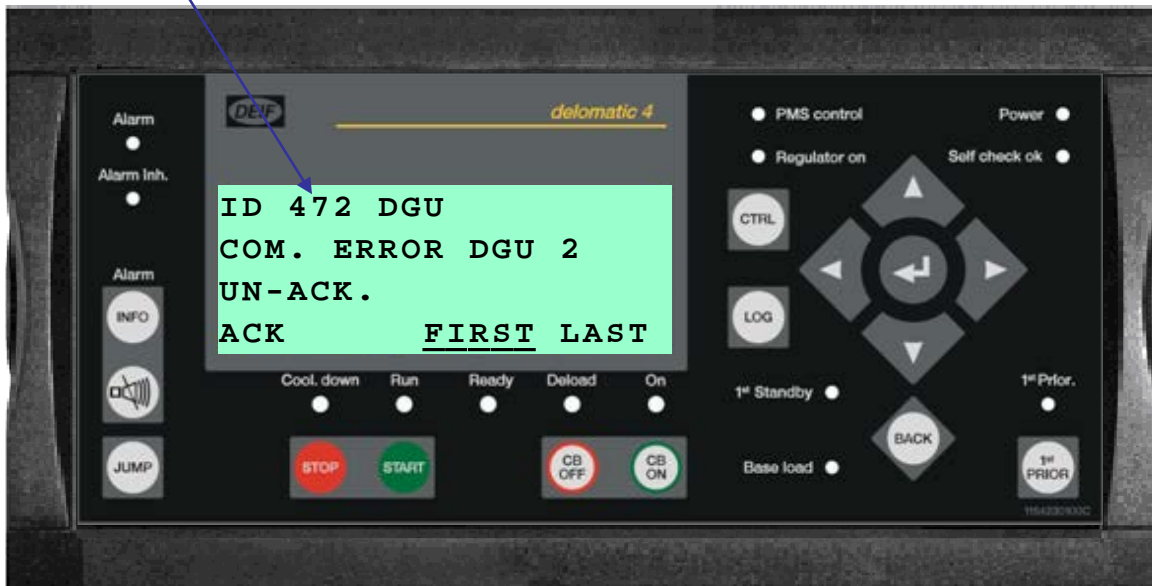 Alarm
Alarm Inh.
DEIF
delomatic 4
PMS control
Power
Regulator on
Self check ok
ID 472 DGU
COM. ERROR DGU 2
UN-ACK.
ACK FIRST LAST
Alarm
INFO
JUMP
CTRL
LOG
Cool. down Run Ready Deload On
STOP START CB OFF CB ON
1st Standby
Base load
BACK
1st Prior.
1st PRIOR